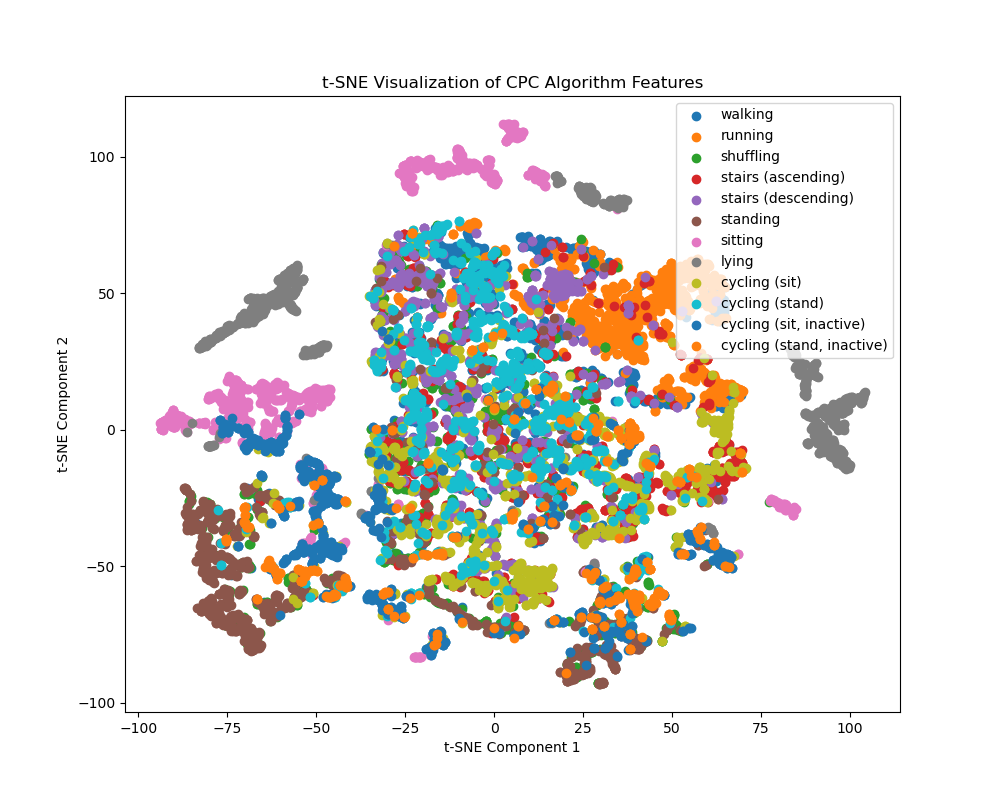 t-SNE Visualization of CPC Algorithm Features
walking
running
shuffling
stairs (ascending)
stairs (descending)
standing
sitting
lying
cycling (sit)
cycling (stand)
cycling (sit, inactive)
cycling (stand, inactive)
100
50
0
−50
−100
t-SNE Component 2
−100
−75
−50
−25
0
25
50
75
100
t-SNE Component 1